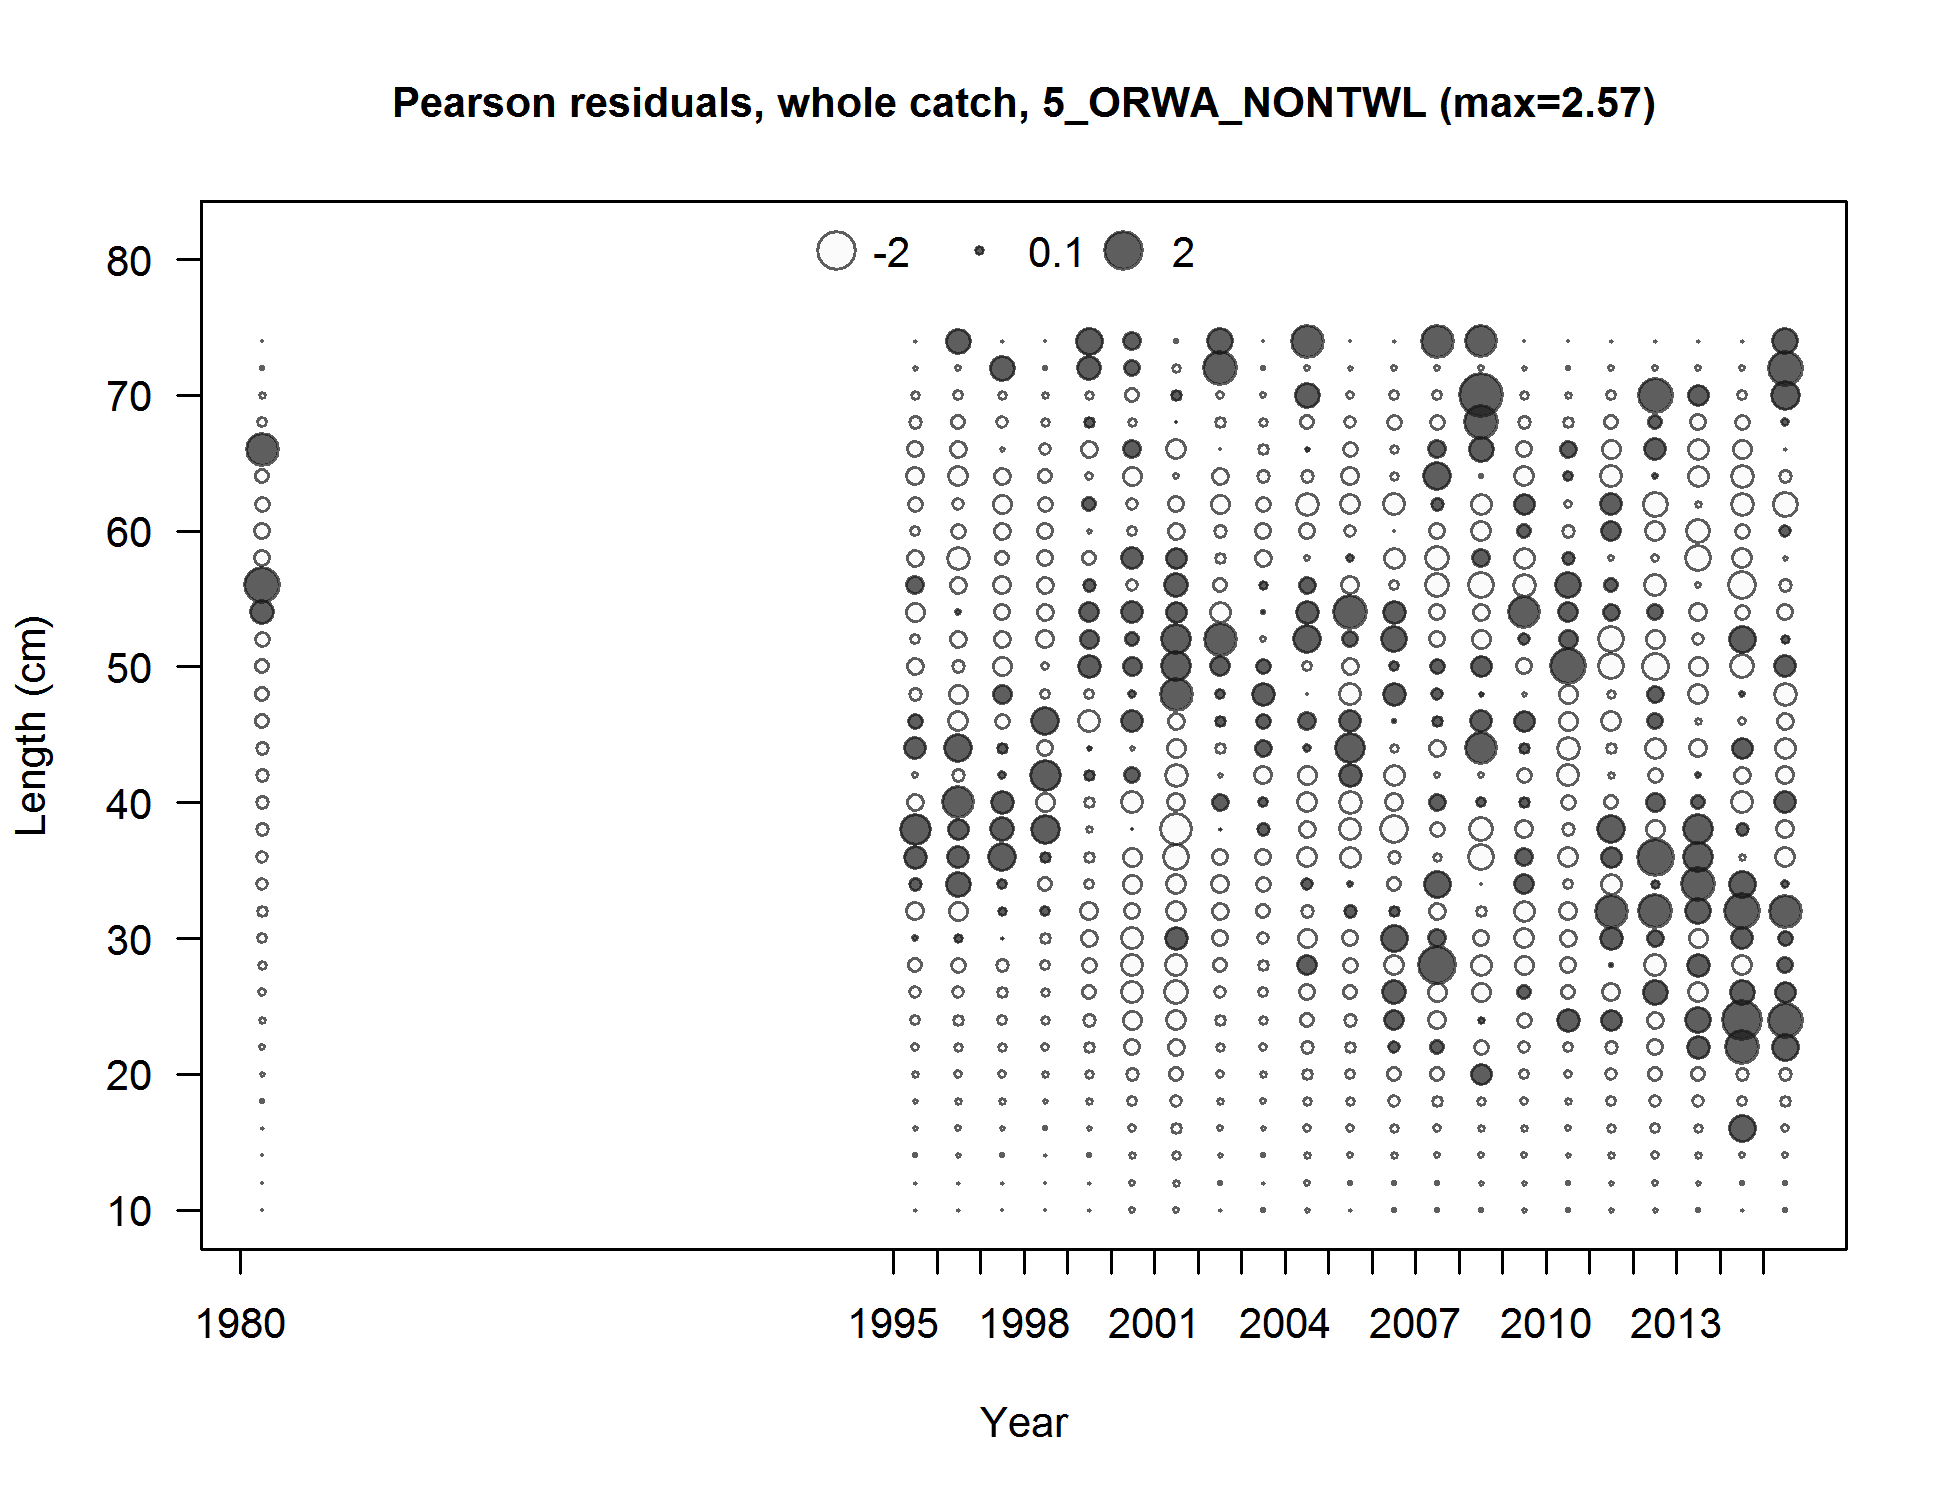 Pearson residuals, whole catch, 5_ORWA_NONTWL (max=2.57)
-2 0.1 2
80
70
60
50
40
30
20
10
Length (cm)
1980 1995 1998 2001 2004 2007 2010 2013
Year